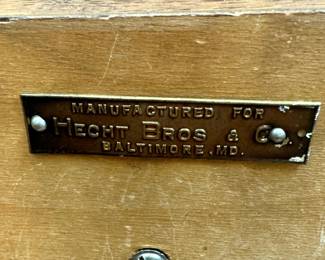 MANUFACTURED FOR
HECHT BROS & CO.
BALTIMORE, MD.